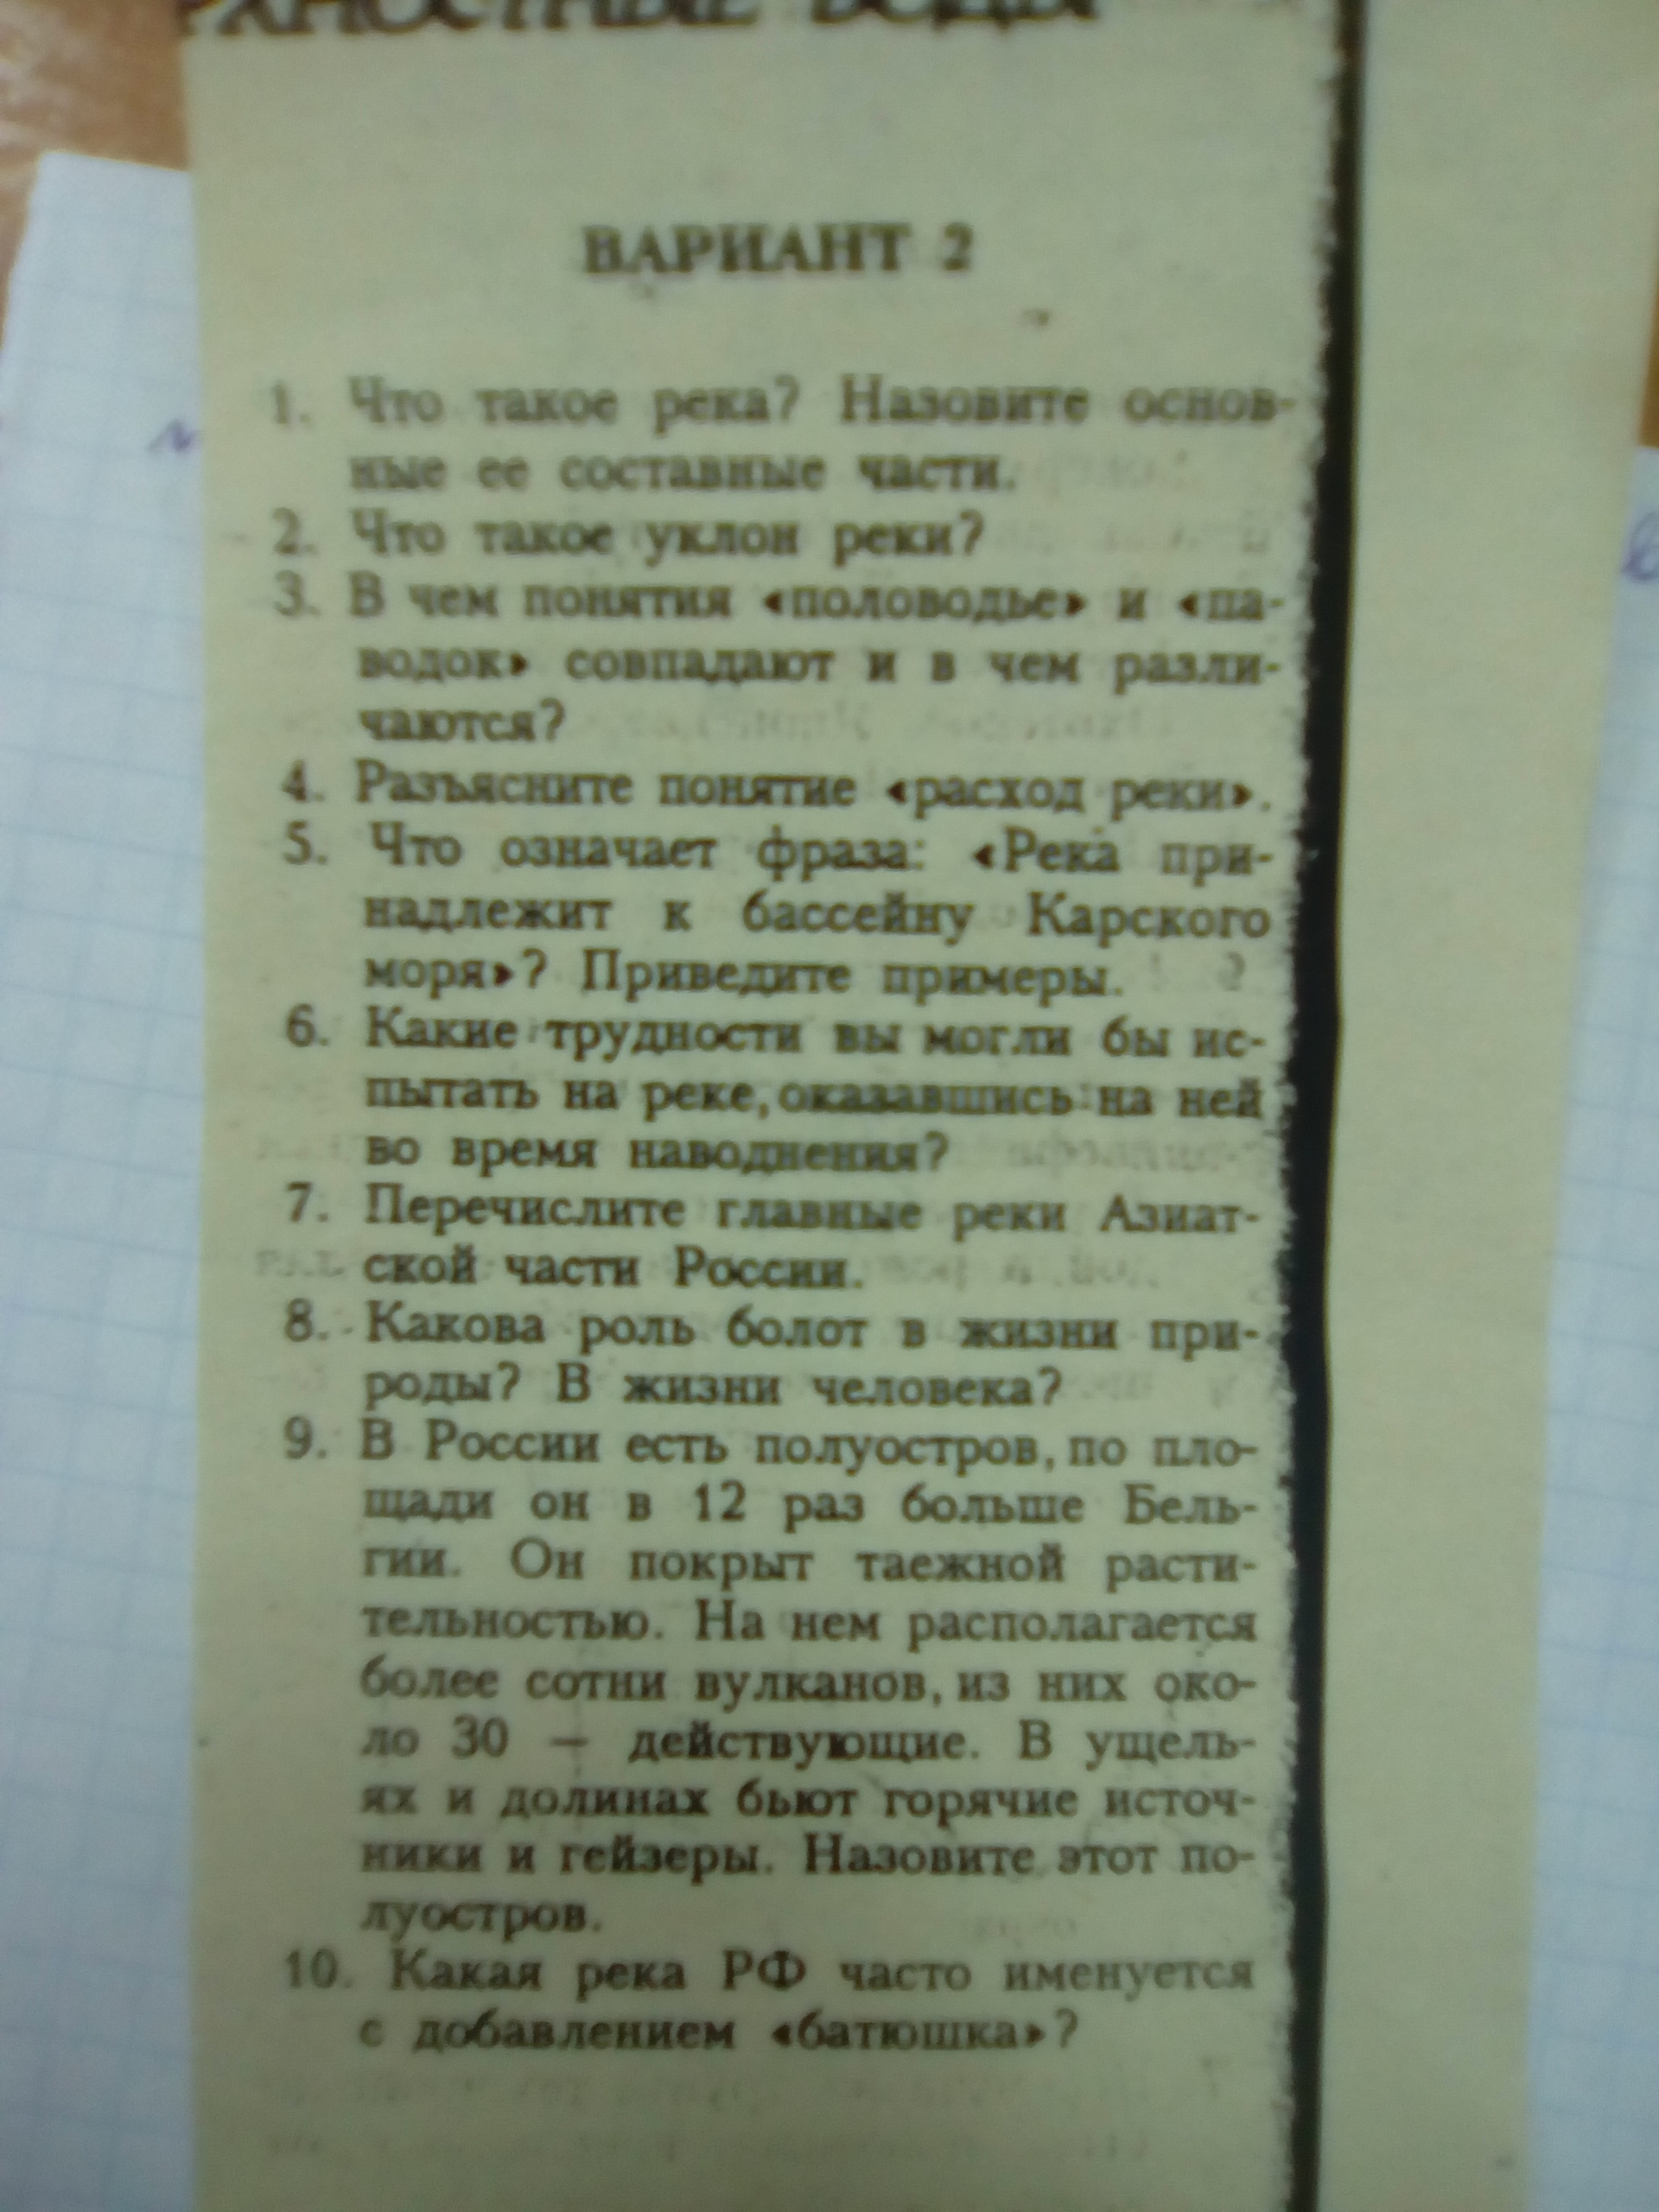 ВАРИАНТ 2
1. Что такое река? Назовите основ-
ные ее составные части.
2. Что такое уклон реки?
3. В чем понятия «половодье» и «па-
водок» совпадают и в чем разли-
чаются?
4. Разъясните понятие «расход реки».
5. Что означает фраза: «Река при-
надлежит к бассейну Карского
моря»? Приведите примеры.
6. Какие трудности вы могли бы ис-
пытать на реке, оказавшись на ней
во время наводнения?
7. Перечислите главные реки Азиат-
ской части России.
8. Какова роль болот в жизни при-
роды? В жизни человека?
9. В России есть полуостров, по пло-
щади он в 12 раз больше Бель-
гии. Он покрыт таежной расти-
тельностью. На нем располагается
более сотни вулканов, из них око-
ло 30 — действующие. В ущель-
ях и долинах бьют горячие источ-
ники и гейзеры. Назовите этот по-
луостров.
10. Какая река РФ часто именуется
с добавлением «батюшка»?